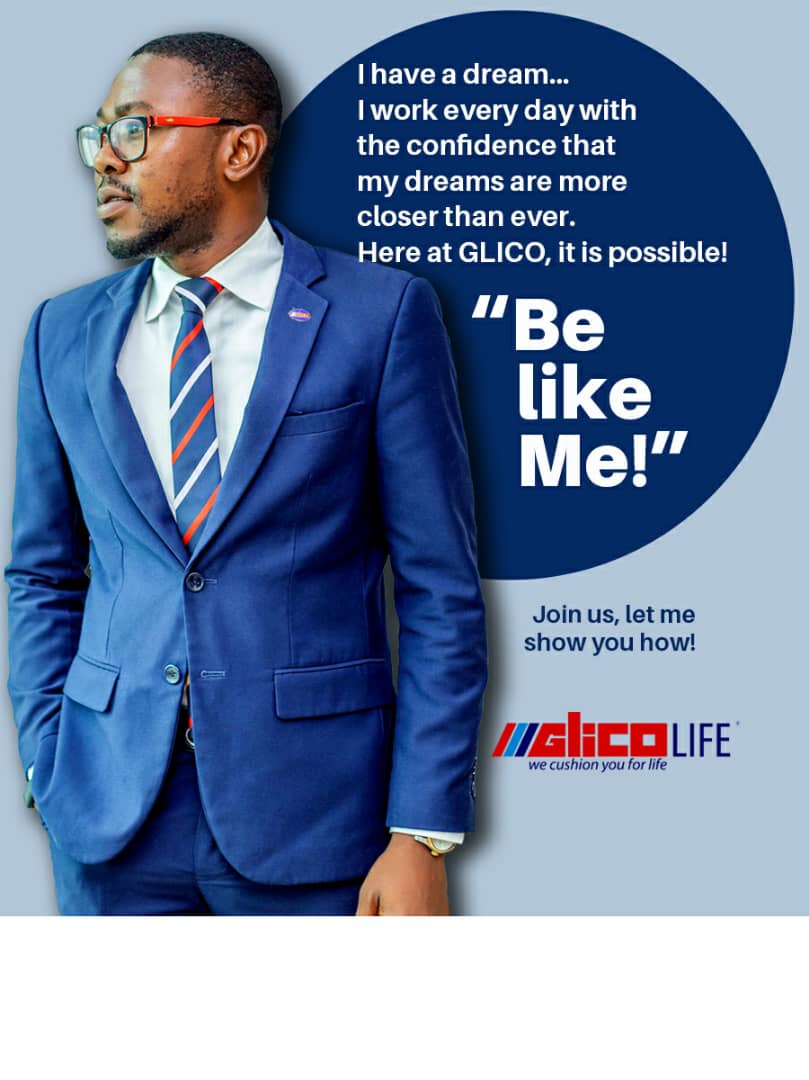 I have a dream...
I work every day with
the confidence that
my dreams are more
closer than ever.
Here at GLICO, it is possible!
“Be
like
Me!”
Join us, let me
show you how!
GLICO LIFE
we cushion you for life